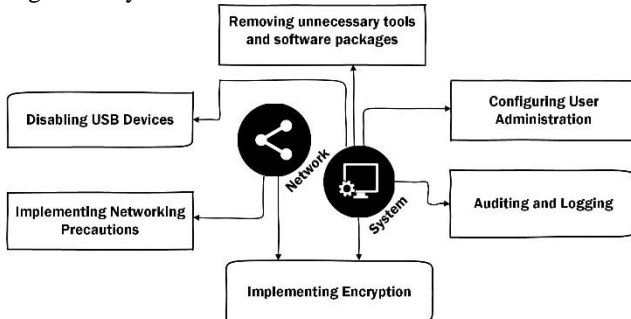 Removing unnecessary tools
and software packages
Disabling USB Devices
Configuring User
Administration
Network
System
Implementing Networking
Precautions
Auditing and Logging
Implementing Encryption